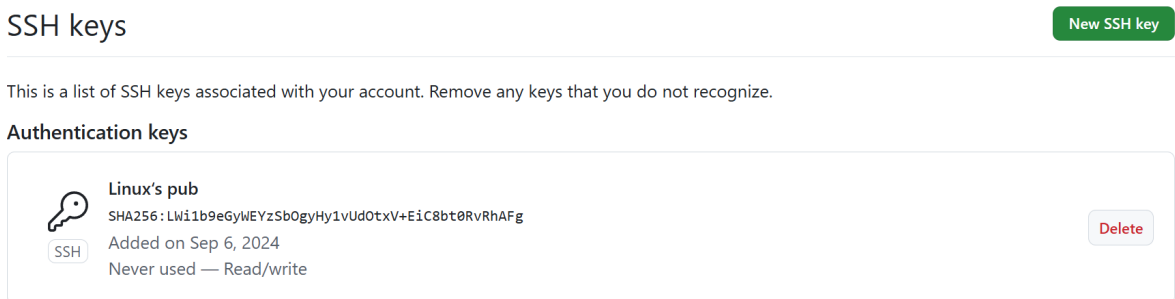 SSH keys
New SSH key
This is a list of SSH keys associated with your account. Remove any keys that you do not recognize.
Authentication keys
Linux's pub
SHA256:LWi1b9eGyWEYzSbOgyHy1vUdOtxV+EiC8bt0RvRhAFg
Added on Sep 6, 2024
Never used — Read/write
SSH
Delete